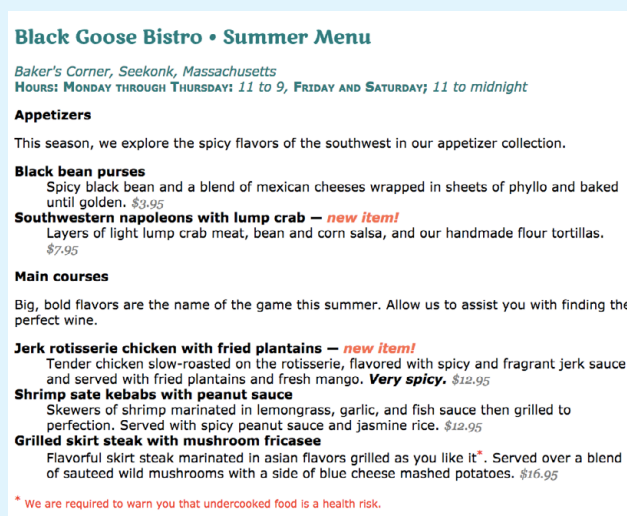 Black Goose Bistro • Summer Menu
Baker's Corner, Seekonk, Massachusetts
Hours: Monday through Thursday: 11 to 9, Friday and Saturday; 11 to midnight
Appetizers
This season, we explore the spicy flavors of the southwest in our appetizer collection.
Black bean purses
Spicy black bean and a blend of mexican cheeses wrapped in sheets of phyllo and baked
until golden. $3.95
Southwestern napoleons with lump crab — new item!
Layers of light lump crab meat, bean and corn salsa, and our handmade flour tortillas.
$7.95
Main courses
Big, bold flavors are the name of the game this summer. Allow us to assist you with finding the
perfect wine.
Jerk rotisserie chicken with fried plantains — new item!
Tender chicken slow-roasted on the rotisserie, flavored with spicy and fragrant jerk sauce
and served with fried plantains and fresh mango. Very spicy. $12.95
Shrimp sate kebabs with peanut sauce
Skewers of shrimp marinated in lemongrass, garlic, and fish sauce then grilled to
perfection. Served with spicy peanut sauce and jasmine rice. $12.95
Grilled skirt steak with mushroom fricasee
Flavorful skirt steak marinated in asian flavors grilled as you like it*. Served over a blend
of sauteed wild mushrooms with a side of blue cheese mashed potatoes. $16.95
* We are required to warn you that undercooked food is a health risk.